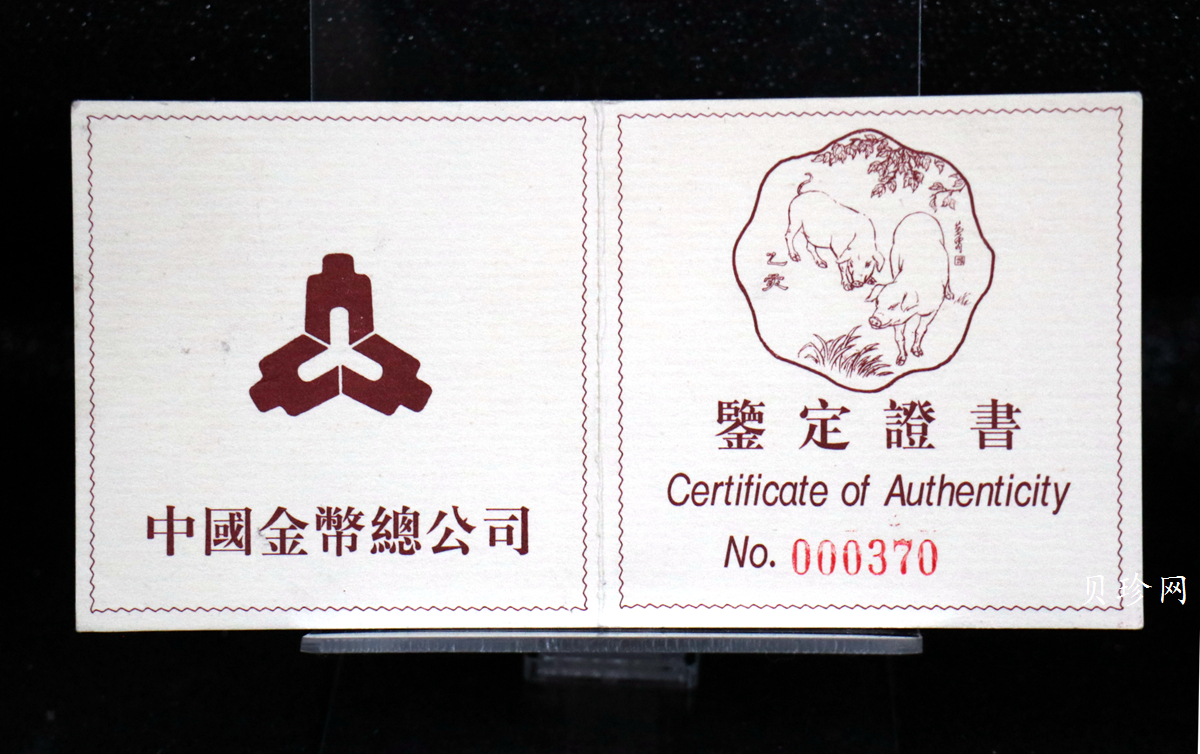 中國金幣總公司
乙亥
鑒定證書
Certificate of Authenticity
No. 000370
贝珍网